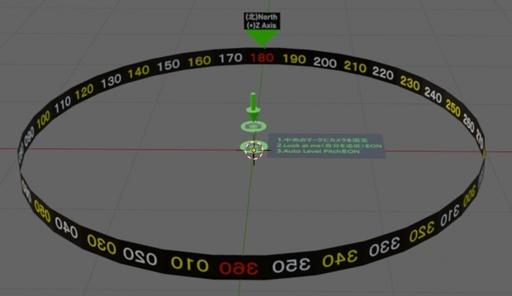 (北)North
(+)Z Axis
100 110 120 130 140 150 160 170 180 190 200 210 220 230 240 250 260
1.中央のマークにカメラを固定
2.Look at me(自分を追従)をON
3.Auto Level PitchをON
050 040 030 020 010 360 350 340 330 320 310 300